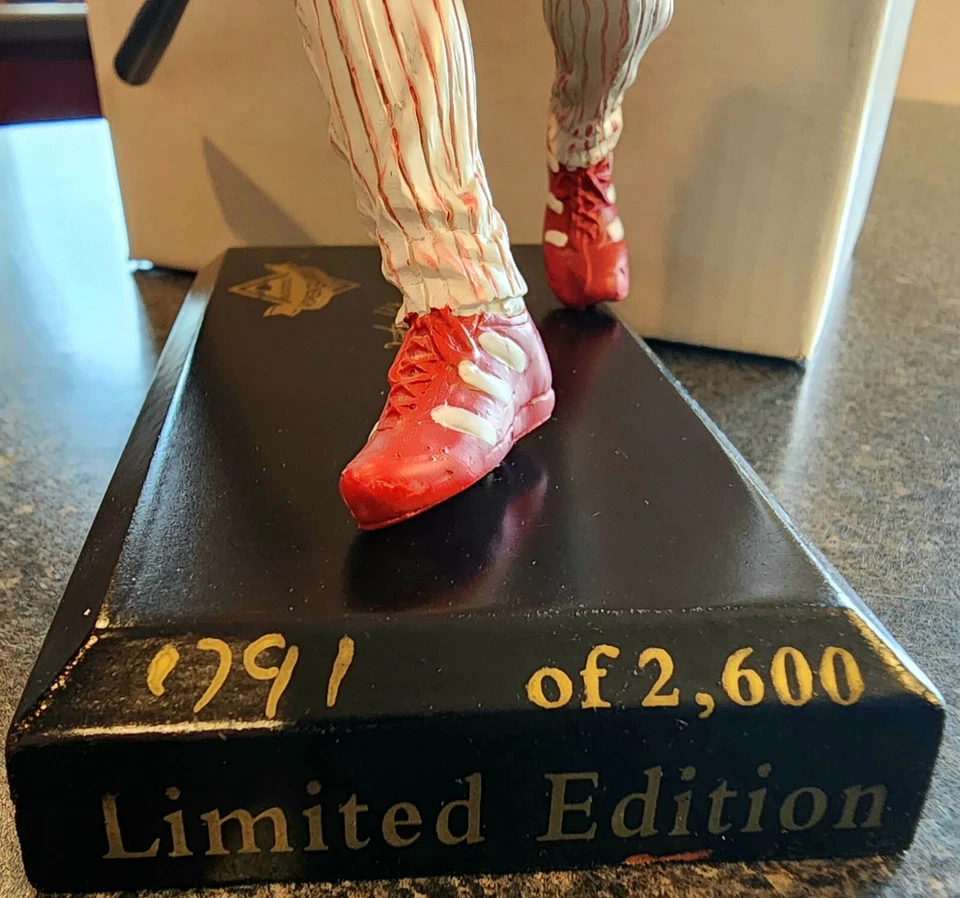 1791 of 2,600
Limited Edition